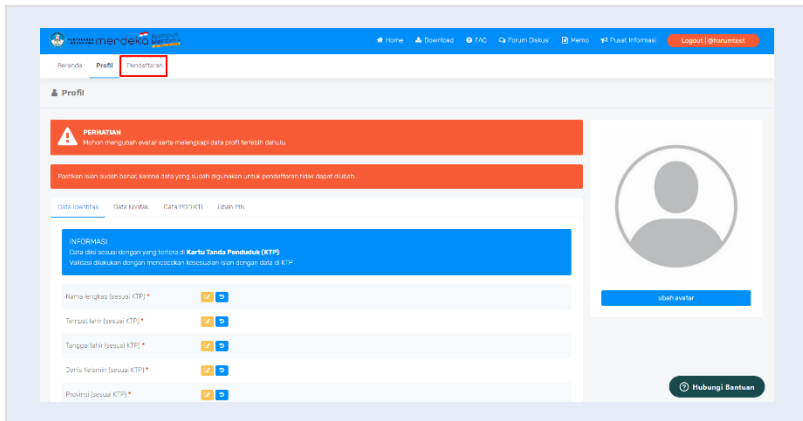 merdeka
Home Download FAQ Forum Diskusi Memo Pusat Informasi Logout | @harumtest
Beranda Profil Pendaftaran
Profil
PERHATIAN
Mohon mengubah avatar serta melengkapi data profil terlebih dahulu.
Pastikan isian sudah benar, karena data yang sudah digunakan untuk pendaftaran tidak dapat diubah.
Data Identitas Data Kontak Data PDDIKTI Ubah PIN
INFORMASI
Data diisi sesuai dengan yang tertera di Kartu Tanda Penduduk (KTP).
Validasi dilakukan dengan mencocokan kesesuaian isian dengan data di KTP
Nama lengkap (sesuai KTP) *
Tempat lahir (sesuai KTP) *
Tanggal lahir (sesuai KTP) *
Jenis Kelamin (sesuai KTP) *
Provinsi (sesuai KTP) *
ubah avatar
Hubungi Bantuan